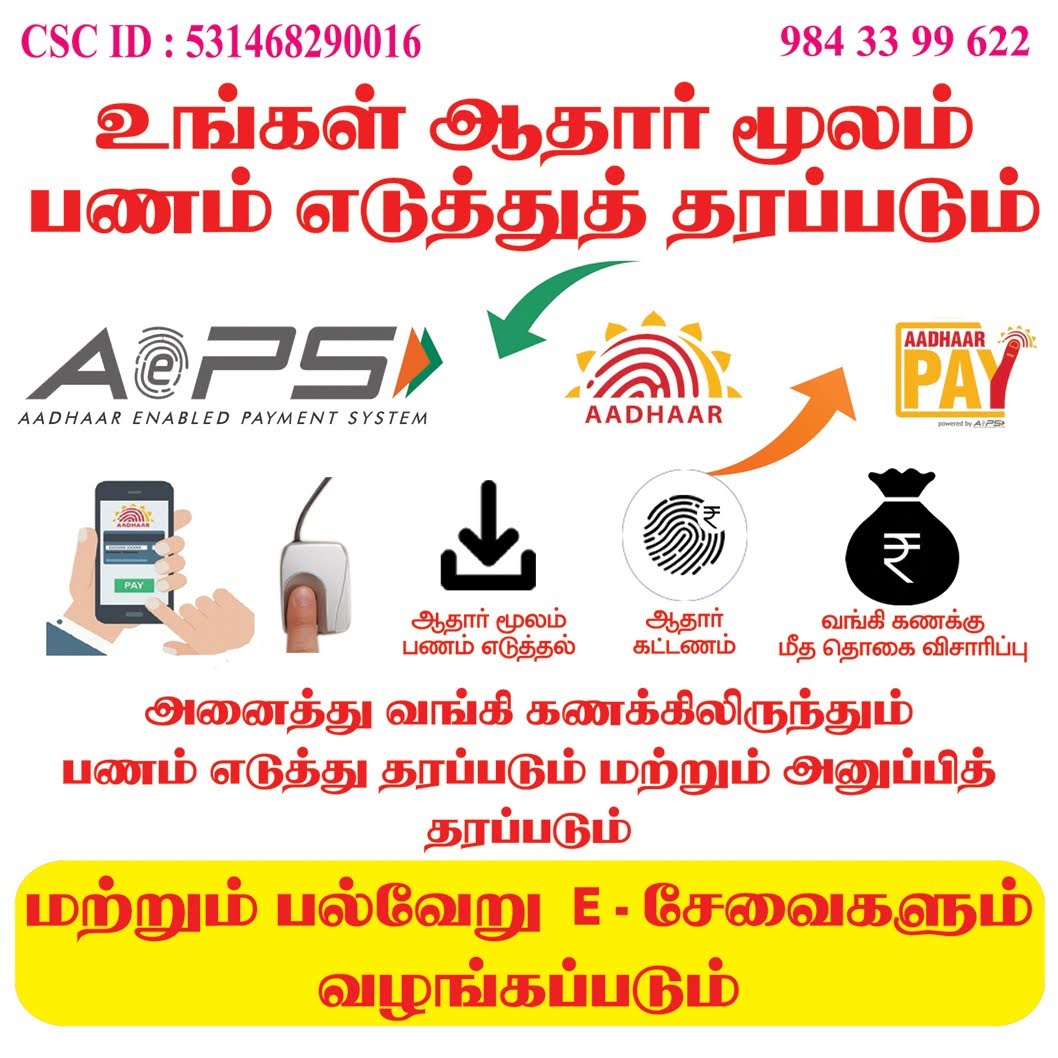 CSC ID : 531468290016
984 33 99 622
உங்கள் ஆதார் மூலம்
பணம் எடுத்துத் தரப்படும்
AePS
AADHAAR ENABLED PAYMENT SYSTEM
AADHAAR
AADHAAR
PAY
powered by AePS
AADHAAR
PAY
ஆதார் மூலம்
பணம் எடுத்தல்
ஆதார்
கட்டணம்
வங்கி கணக்கு
மீத தொகை விசாரிப்பு
அனைத்து வங்கி கணக்கிலிருந்தும்
பணம் எடுத்து தரப்படும் மற்றும் அனுப்பித்
தரப்படும்
மற்றும் பல்வேறு E - சேவைகளும்
வழங்கப்படும்